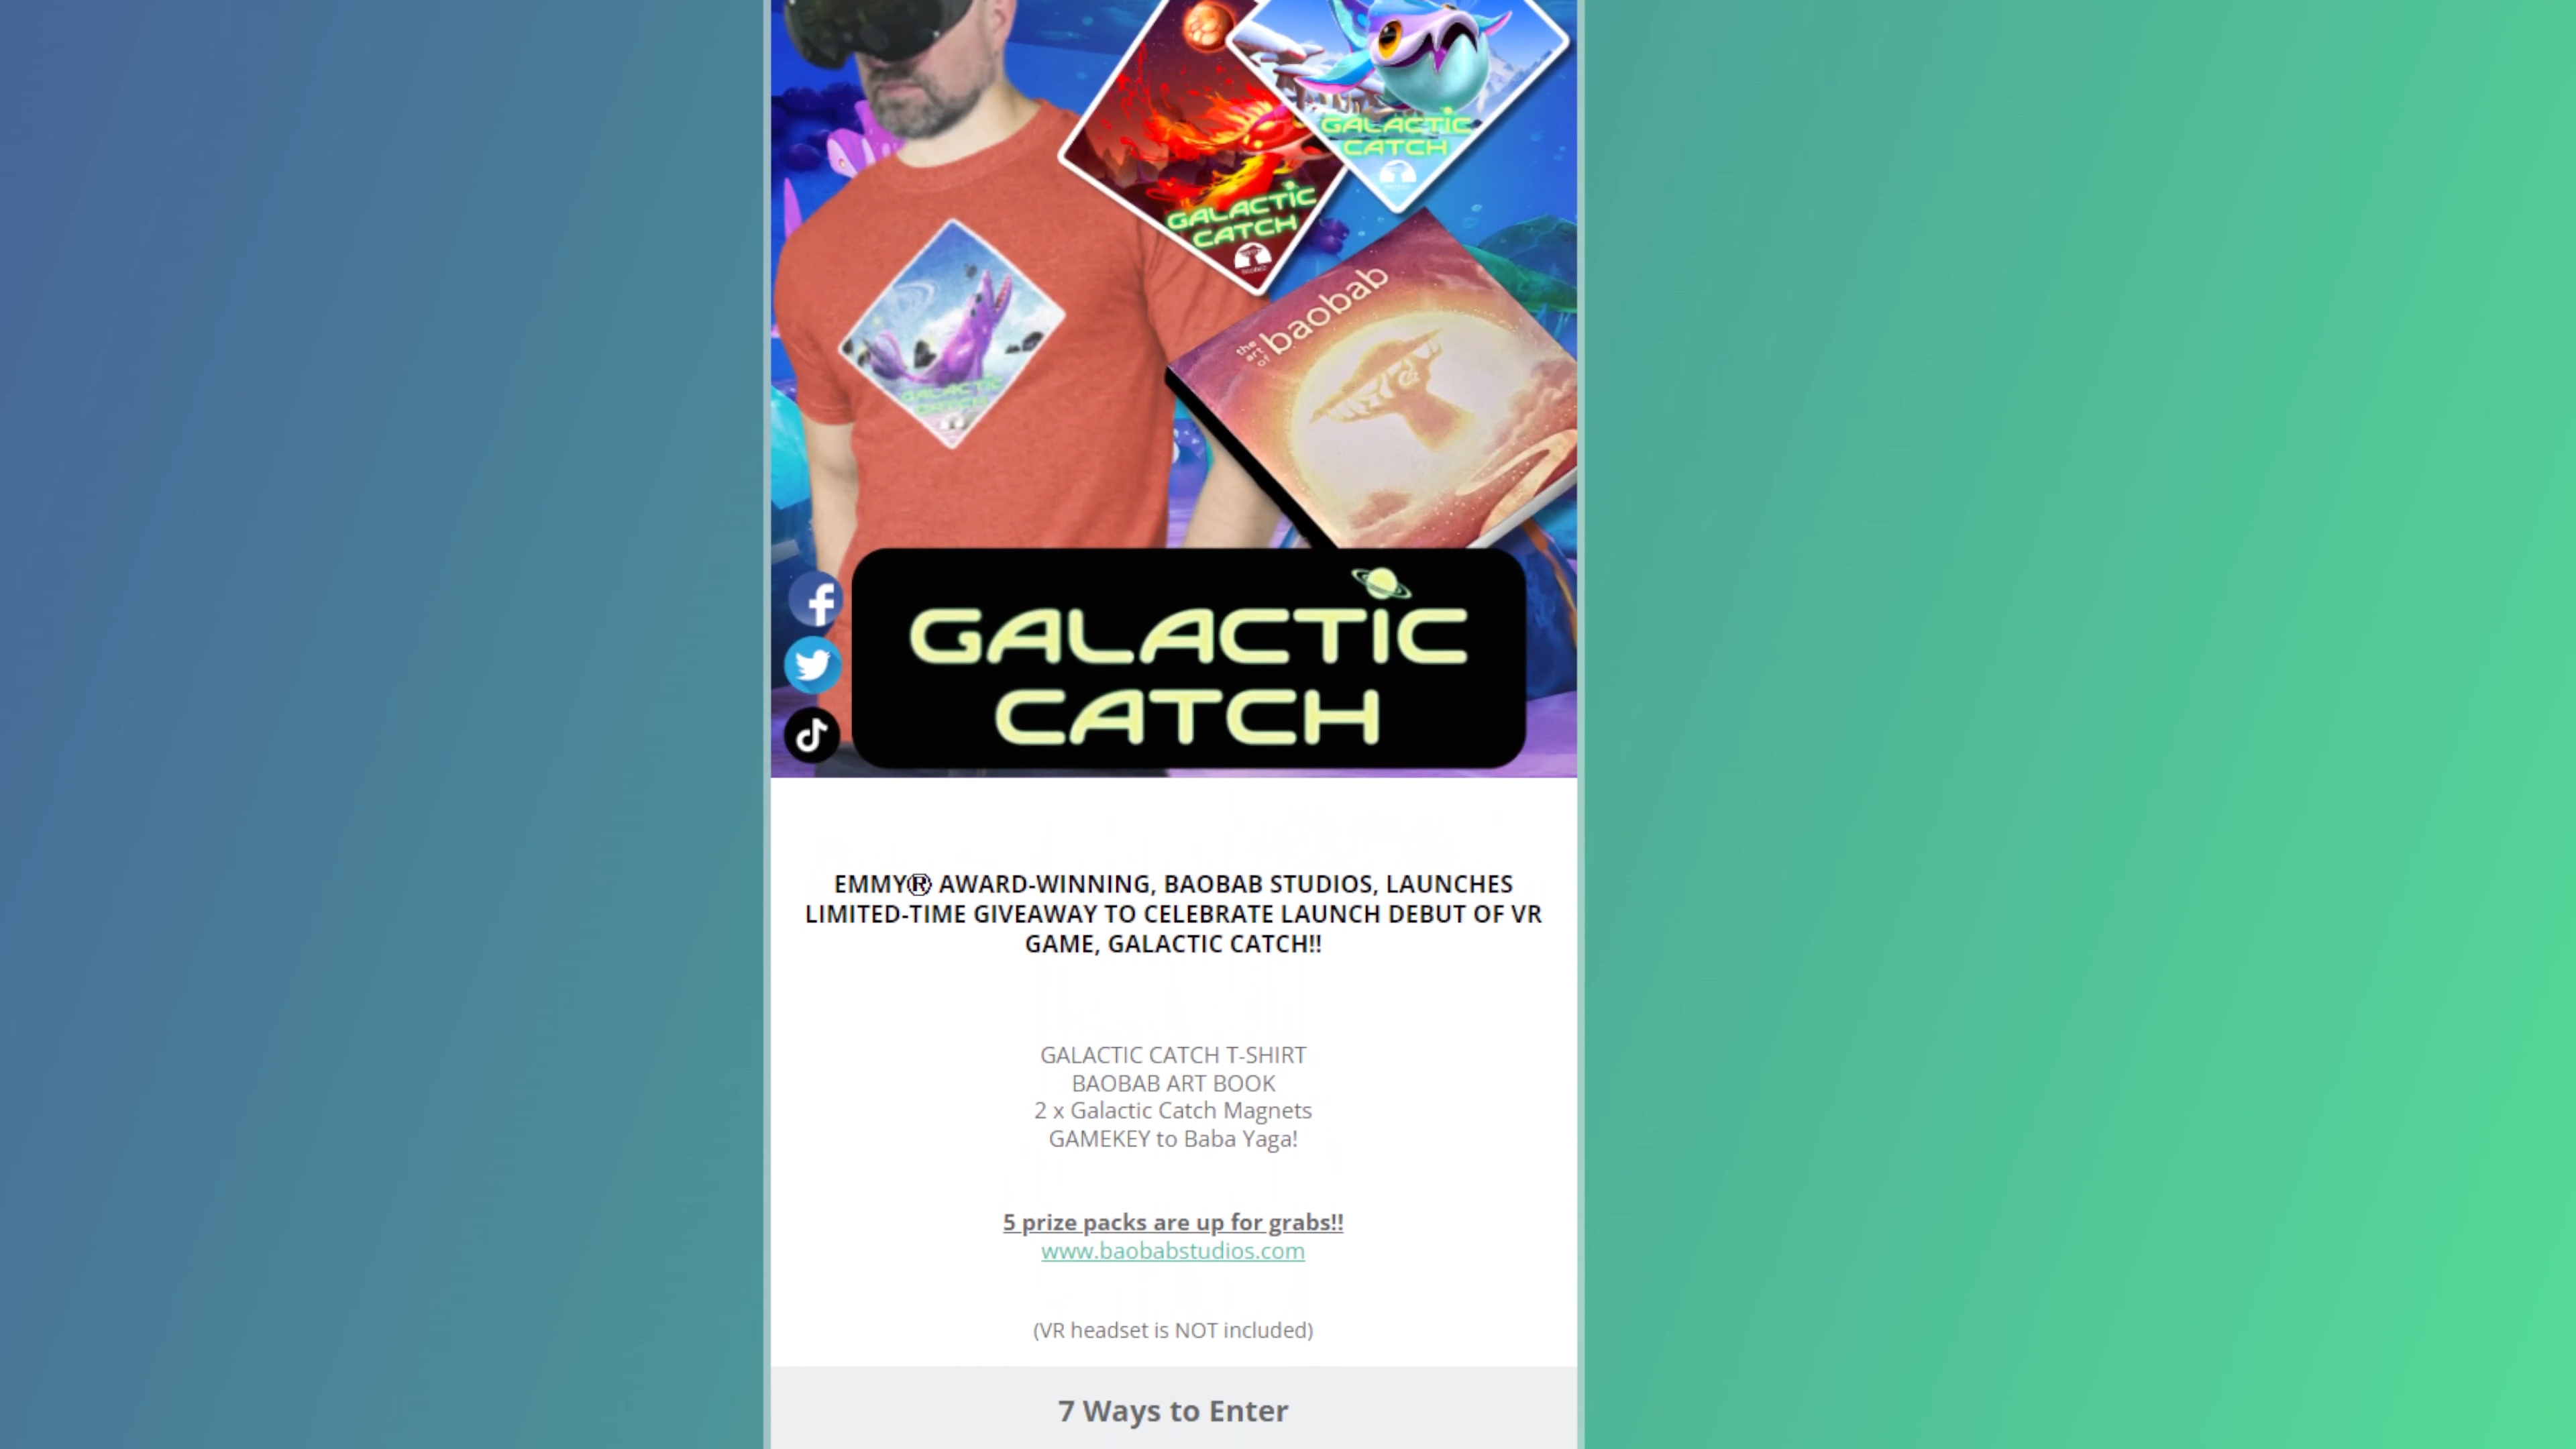 GALACTIC
CATCH
GALACTIC
CATCH
the
art
of
baobab
GALACTIC
CATCH
GALACTIC
CATCH
EMMY® AWARD-WINNING, BAOBAB STUDIOS, LAUNCHES
LIMITED-TIME GIVEAWAY TO CELEBRATE LAUNCH DEBUT OF VR
GAME, GALACTIC CATCH!!
GALACTIC CATCH T-SHIRT
BAOBAB ART BOOK
2 x Galactic Catch Magnets
GAMEKEY to Baba Yaga!
5 prize packs are up for grabs!!
www.baobabstudios.com
(VR headset is NOT included)
7 Ways to Enter